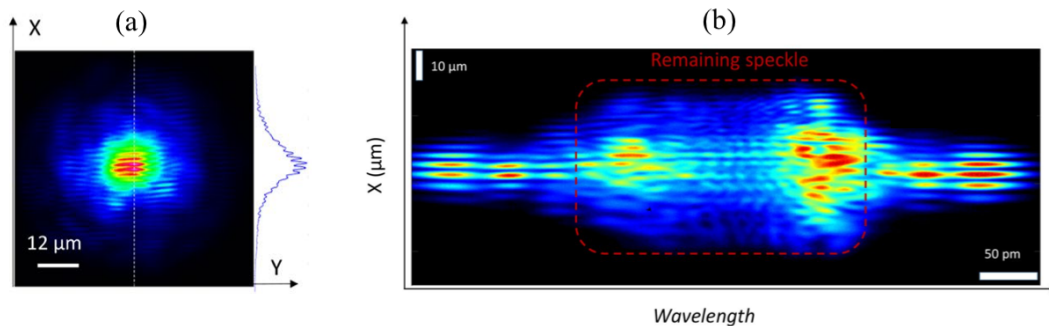 (a)
X
12 µm
Y
(b)
Remaining speckle
10 µm
X (µm)
50 pm
Wavelength